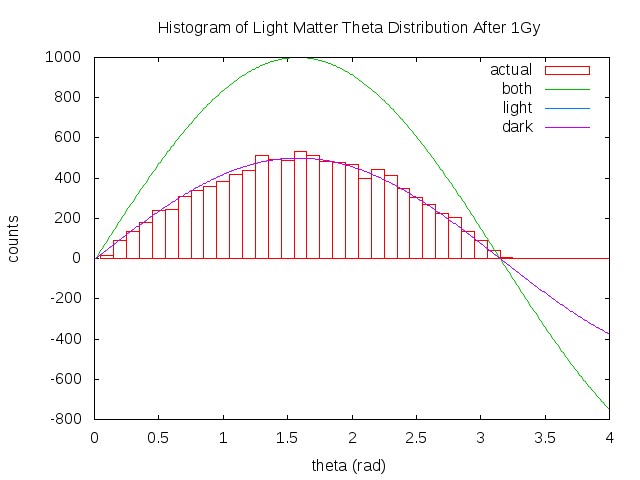 Histogram of Light Matter Theta Distribution After 1Gy
1000
800
600
400
200
0
-200
-400
-600
-800
counts
actual
both
light
dark
0 0.5 1 1.5 2 2.5 3 3.5 4
theta (rad)